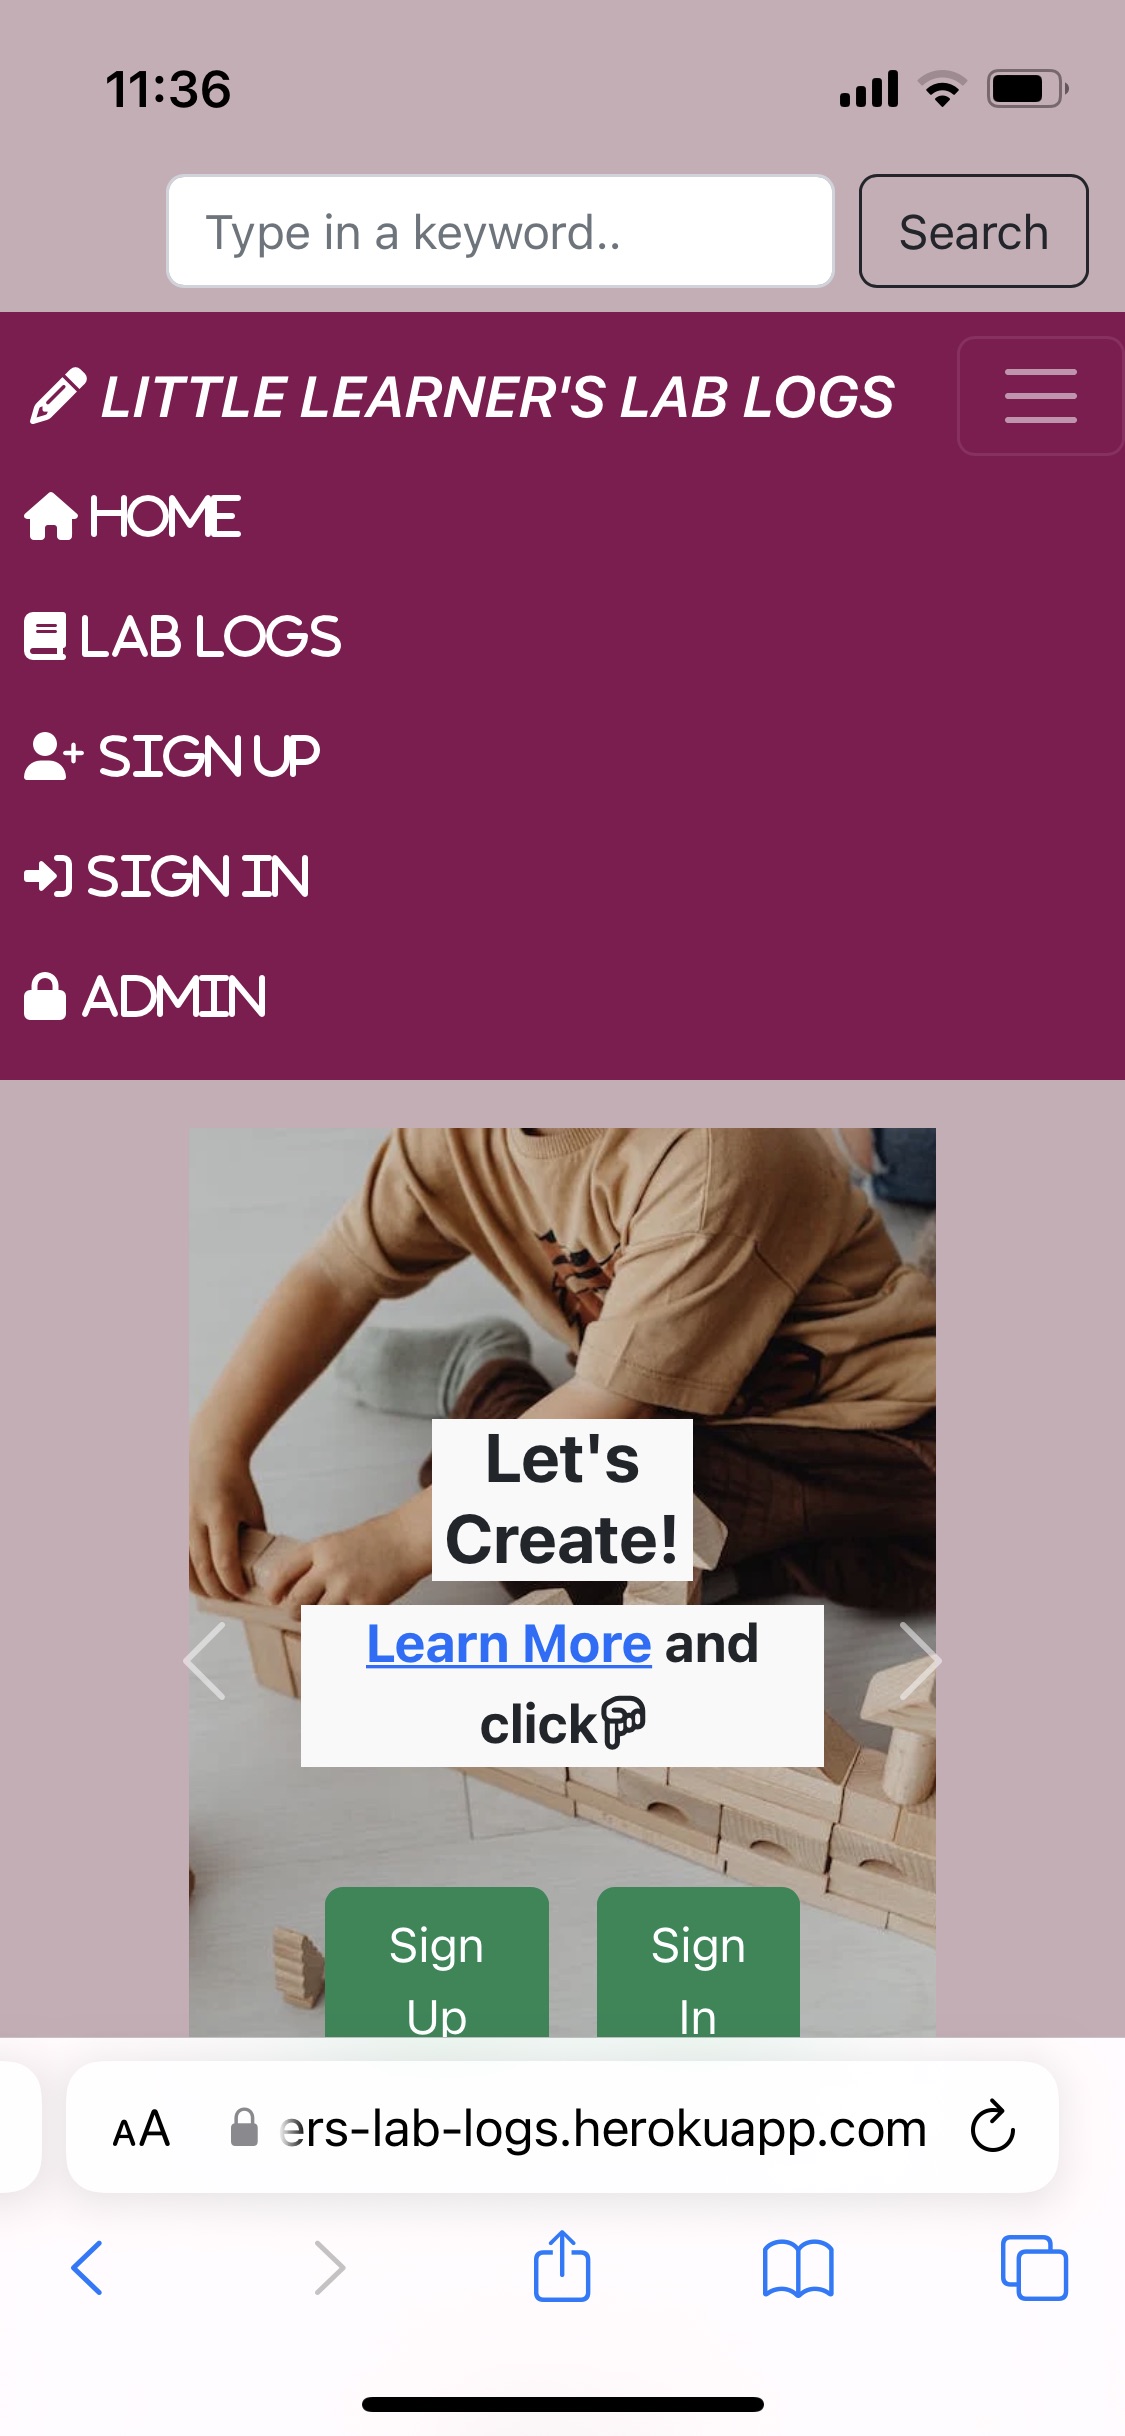 11:36
Type in a keyword..
Search
LITTLE LEARNER'S LAB LOGS
HOME
LAB LOGS
SIGN UP
SIGN IN
ADMIN
Let's
Create!
Learn More and
click
Sign
Up
Sign
In
AA
ers-lab-logs.herokuapp.com